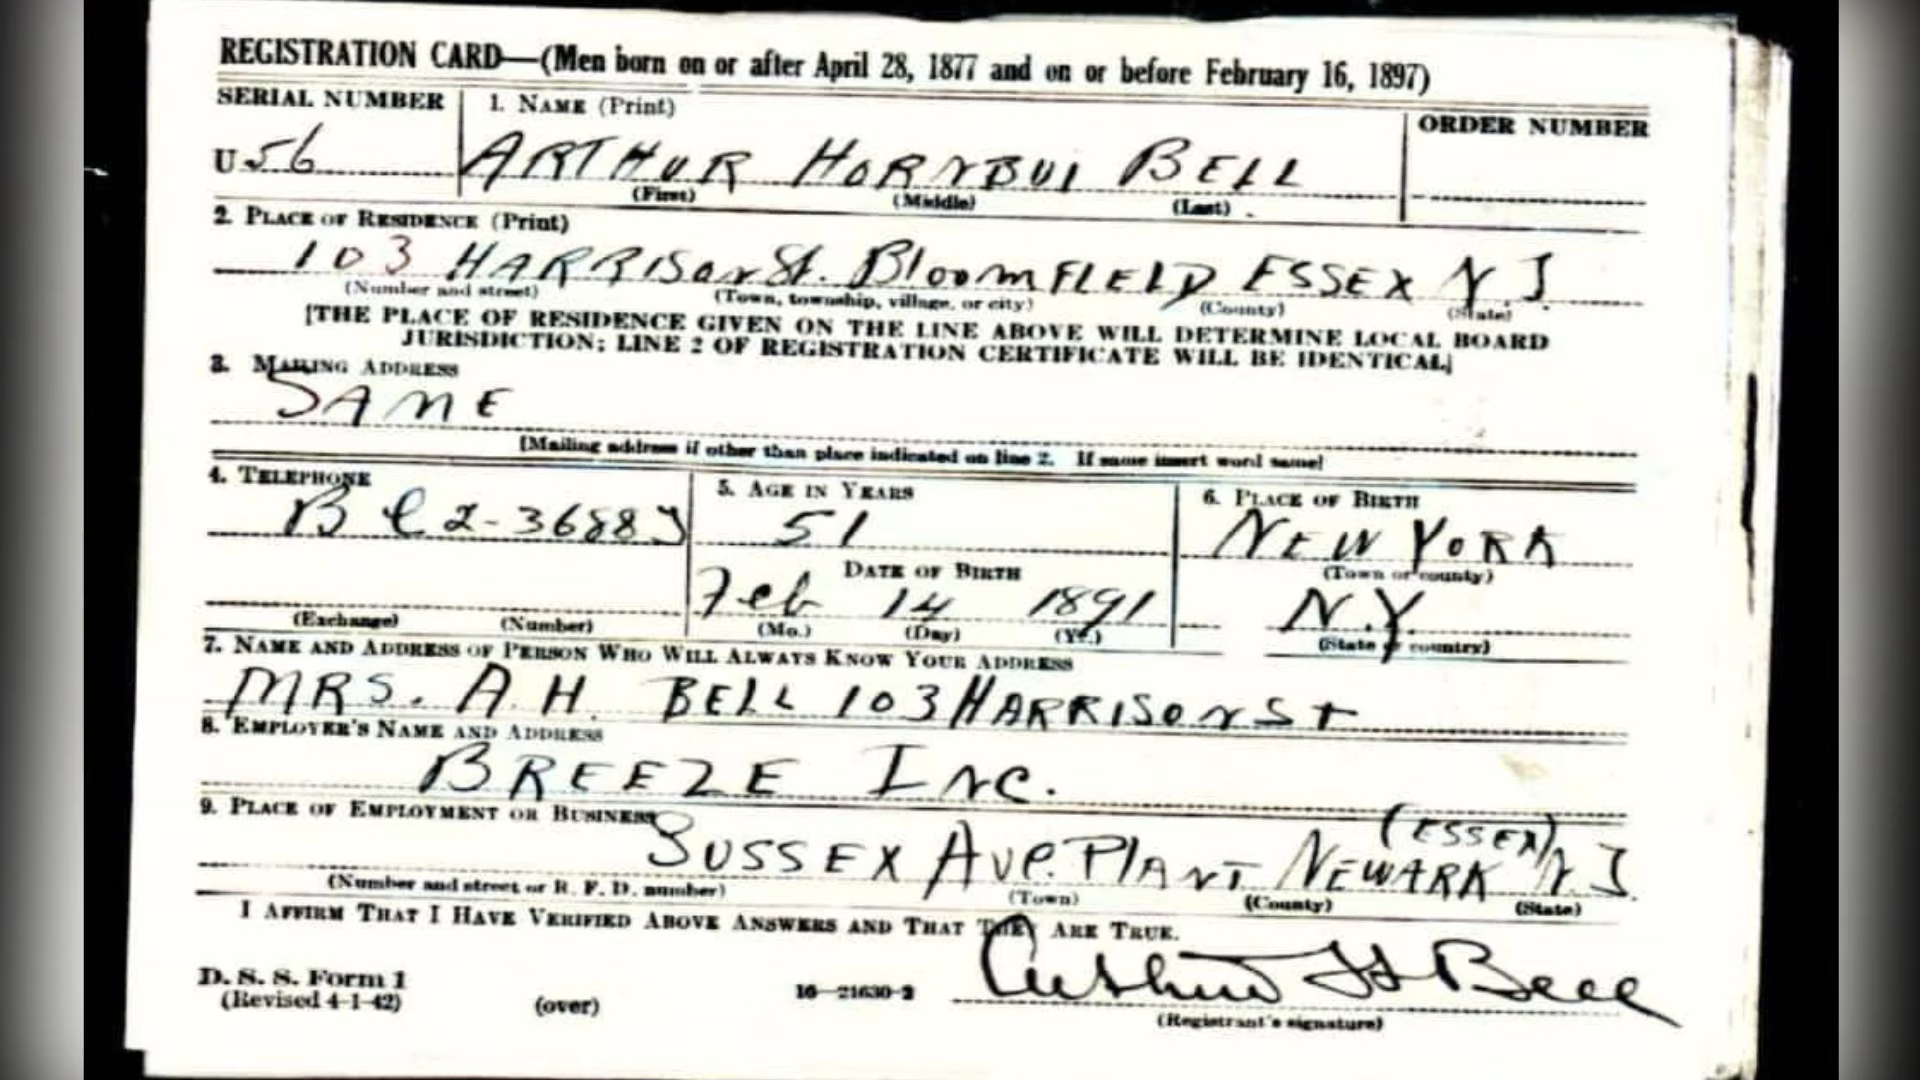 REGISTRATION CARD—(Men born on or after April 28, 1877 and on or before February 16, 1897)
SERIAL NUMBER 1. NAME (Print) ORDER NUMBER
U 56 ARTHUR HORNBUI BELL
(First) (Middle) (Last)
2. PLACE OF RESIDENCE (Print)
103 HARRISON St. BloomFIELD ESSEX N.J.
(Number and street) (Town, township, village, or city) (County) (State)
[THE PLACE OF RESIDENCE GIVEN ON THE LINE ABOVE WILL DETERMINE LOCAL BOARD
JURISDICTION; LINE 2 OF REGISTRATION CERTIFICATE WILL BE IDENTICAL]
3. MAILING ADDRESS
SAME
[Mailing address if other than place indicated on line 2. If same insert word same]
4. TELEPHONE 5. AGE IN YEARS 6. PLACE OF BIRTH
Bl 2-3688J 51 NEW YORK
DATE OF BIRTH (Town or county)
Feb 14 1891 N.Y.
(Exchange) (Number) (Mo.) (Day) (Yr.) (State or country)
7. NAME AND ADDRESS OF PERSON WHO WILL ALWAYS KNOW YOUR ADDRESS
MRS. A.H. BELL 103 HARRISON ST
8. EMPLOYER'S NAME AND ADDRESS
BREEZE INC.
9. PLACE OF EMPLOYMENT OR BUSINESS (ESSEX)
SUSSEX AVE. PLANT NEWARK N.J.
(Number and street or R. F. D. number) (Town) (County) (State)
I AFFIRM THAT I HAVE VERIFIED ABOVE ANSWERS AND THAT THEY ARE TRUE.
Arthur H Bell
D. S. S. Form 1
(Revised 4-1-42) (over) 16—21630-2
(Registrant's signature)